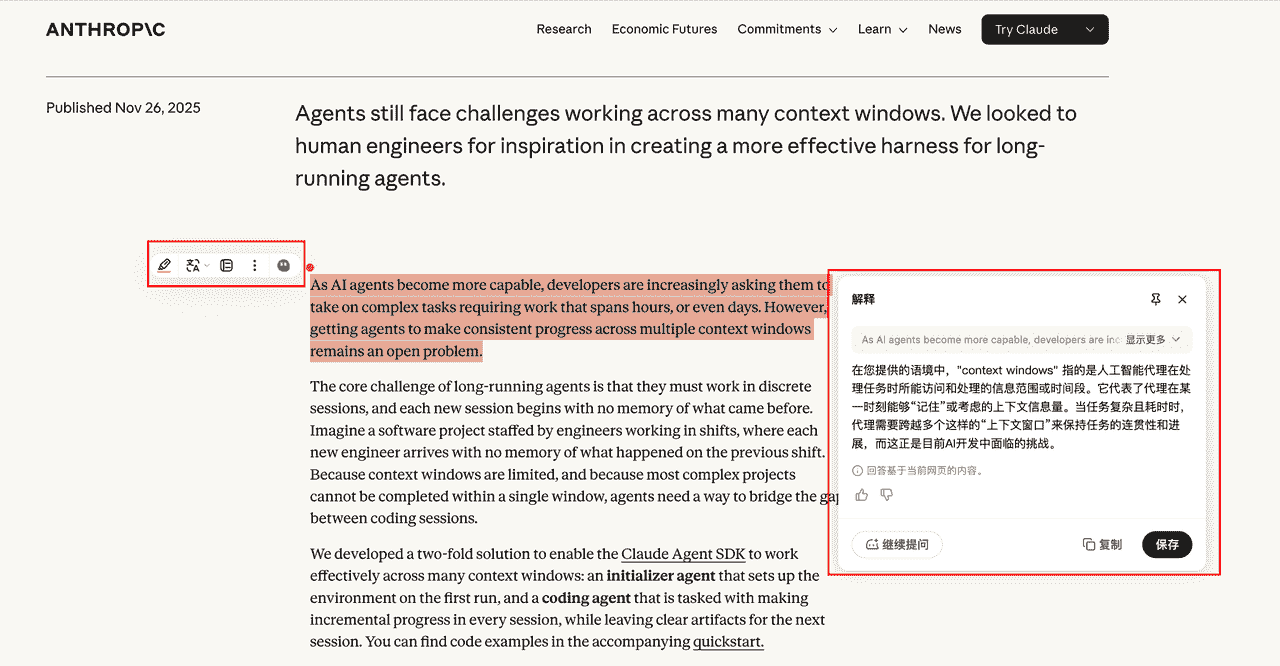 ANTHROP\C
Research
Economic Futures
Commitments
Learn
News
Try Claude
Published Nov 26, 2025
Agents still face challenges working across many context windows. We looked to
human engineers for inspiration in creating a more effective harness for long-
running agents.
As AI agents become more capable, developers are increasingly asking them to
take on complex tasks requiring work that spans hours, or even days. However,
getting agents to make consistent progress across multiple context windows
remains an open problem.
The core challenge of long-running agents is that they must work in discrete
sessions, and each new session begins with no memory of what came before.
Imagine a software project staffed by engineers working in shifts, where each
new engineer arrives with no memory of what happened on the previous shift.
Because context windows are limited, and because most complex projects
cannot be completed within a single window, agents need a way to bridge the gap
between coding sessions.
We developed a two-fold solution to enable the Claude Agent SDK to work
effectively across many context windows: an initializer agent that sets up the
environment on the first run, and a coding agent that is tasked with making
incremental progress in every session, while leaving clear artifacts for the next
session. You can find code examples in the accompanying quickstart.
解释
As AI agents become more capable, developers are inc 显示更多
在您提供的语境中，"context windows" 指的是人工智能代理在处
理任务时所能访问和处理的信息范围或时间段。它代表了代理在某
一时刻能够“记住”或考虑的上下文信息量。当任务复杂且耗时时，
代理需要跨越多个这样的“上下文窗口”来保持任务的连贯性和进
展，而这正是目前AI开发中面临的挑战。
回答基于当前网页的内容。
继续提问
复制
保存